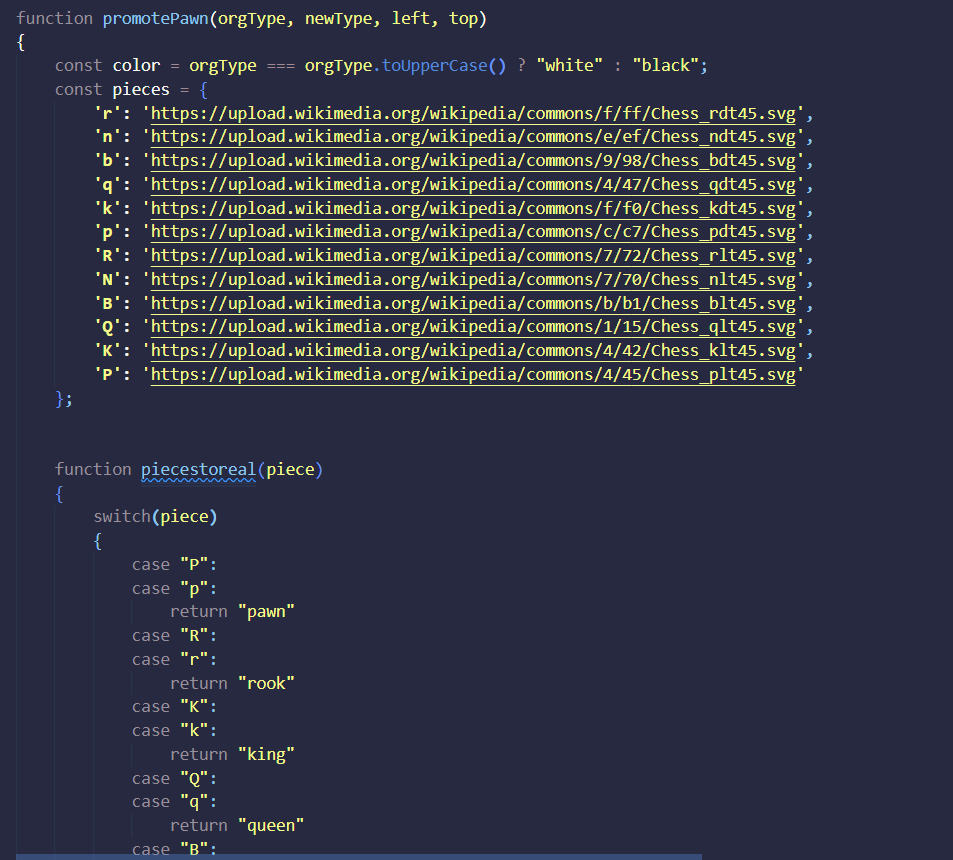 function promotePawn(orgType, newType, left, top)
{
const color = orgType === orgType.toUpperCase() ? "white" : "black";
const pieces = {
'r': 'https://upload.wikimedia.org/wikipedia/commons/f/ff/Chess_rdt45.svg',
'n': 'https://upload.wikimedia.org/wikipedia/commons/e/ef/Chess_ndt45.svg',
'b': 'https://upload.wikimedia.org/wikipedia/commons/9/98/Chess_bdt45.svg',
'q': 'https://upload.wikimedia.org/wikipedia/commons/4/47/Chess_qdt45.svg',
'k': 'https://upload.wikimedia.org/wikipedia/commons/f/f0/Chess_kdt45.svg',
'p': 'https://upload.wikimedia.org/wikipedia/commons/c/c7/Chess_pdt45.svg',
'R': 'https://upload.wikimedia.org/wikipedia/commons/7/72/Chess_rlt45.svg',
'N': 'https://upload.wikimedia.org/wikipedia/commons/7/70/Chess_nlt45.svg',
'B': 'https://upload.wikimedia.org/wikipedia/commons/b/b1/Chess_blt45.svg',
'Q': 'https://upload.wikimedia.org/wikipedia/commons/1/15/Chess_qlt45.svg',
'K': 'https://upload.wikimedia.org/wikipedia/commons/4/42/Chess_klt45.svg',
'P': 'https://upload.wikimedia.org/wikipedia/commons/4/45/Chess_plt45.svg'
};
function piecestoreal(piece)
{
switch(piece)
{
case "P":
case "p":
return "pawn"
case "R":
case "r":
return "rook"
case "K":
case "k":
return "king"
case "Q":
case "q":
return "queen"
case "B":